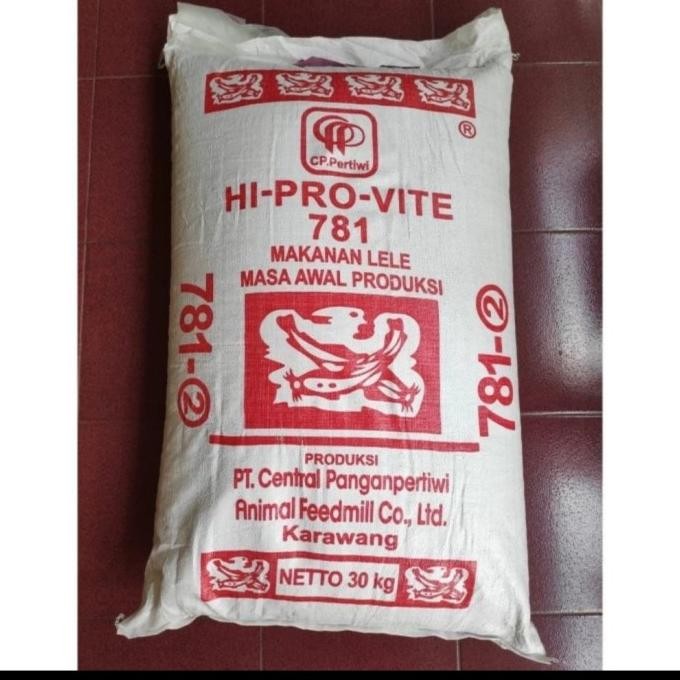 ®
CP.Pertiwi
HI-PRO-VITE
781
MAKANAN LELE
MASA AWAL PRODUKSI
781-②
781-②
PRODUKSI
PT. Central Panganpertiwi
Animal Feedmill Co., Ltd.
Karawang
NETTO 30 kg